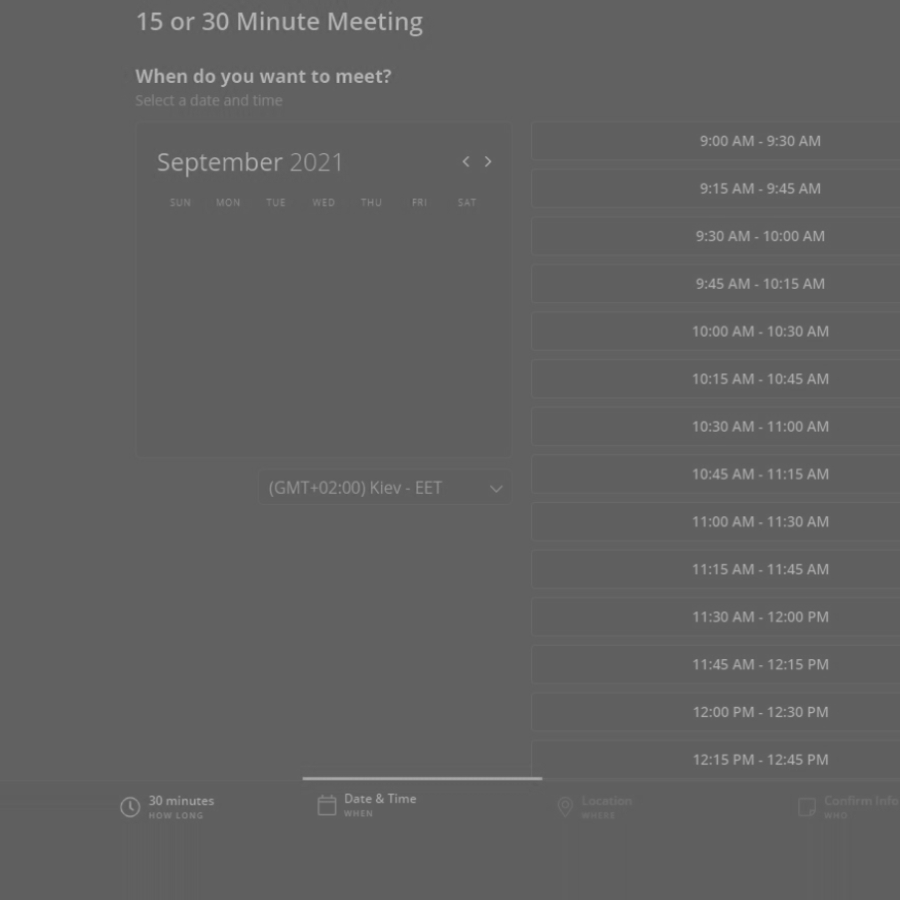 15 or 30 Minute Meeting
When do you want to meet?
Select a date and time
September 2021
SUN MON TUE WED THU FRI SAT
(GMT+02:00) Kiev - EET
9:00 AM - 9:30 AM
9:15 AM - 9:45 AM
9:30 AM - 10:00 AM
9:45 AM - 10:15 AM
10:00 AM - 10:30 AM
10:15 AM - 10:45 AM
10:30 AM - 11:00 AM
10:45 AM - 11:15 AM
11:00 AM - 11:30 AM
11:15 AM - 11:45 AM
11:30 AM - 12:00 PM
11:45 AM - 12:15 PM
12:00 PM - 12:30 PM
12:15 PM - 12:45 PM
30 minutes
HOW LONG
Date & Time
WHEN
Location
WHERE
Confirm Info
WHO